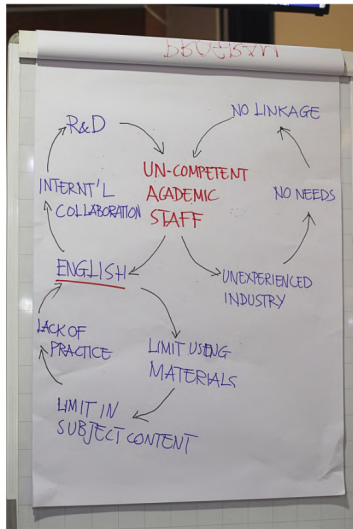 R&D
NO LINKAGE
UN-COMPETENT
ACADEMIC
STAFF
INTERNT'L
COLLABORATION
NO NEEDS
ENGLISH
UNEXPERIENCED
INDUSTRY
LACK OF
PRACTICE
LIMIT USING
MATERIALS
LIMIT IN
SUBJECT CONTENT